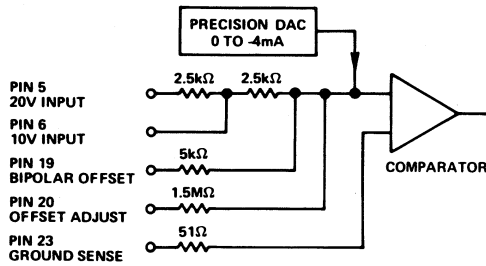 PRECISION DAC
0 TO -4mA
2.5kΩ
2.5kΩ
PIN 5
20V INPUT
PIN 6
10V INPUT
5kΩ
PIN 19
BIPOLAR OFFSET
1.5MΩ
PIN 20
OFFSET ADJUST
51Ω
PIN 23
GROUND SENSE
COMPARATOR